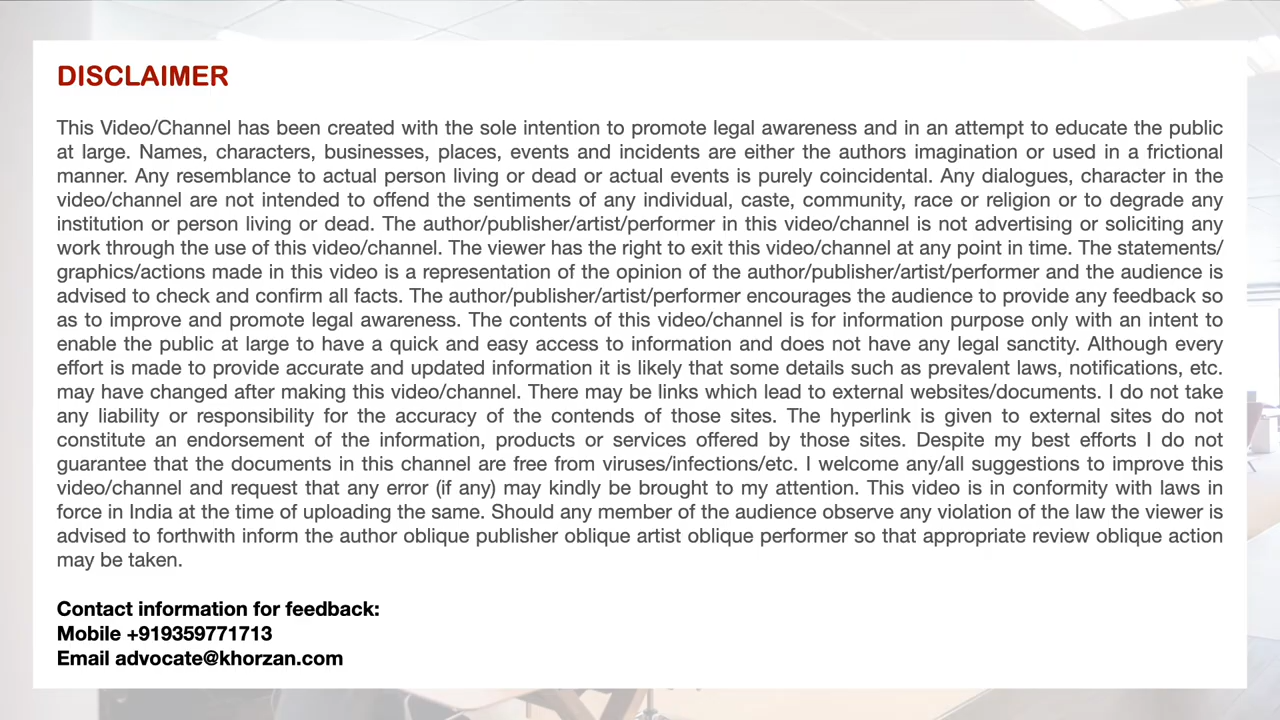 DISCLAIMER
This Video/Channel has been created with the sole intention to promote legal awareness and in an attempt to educate the public
at large. Names, characters, businesses, places, events and incidents are either the authors imagination or used in a frictional
manner. Any resemblance to actual person living or dead or actual events is purely coincidental. Any dialogues, character in the
video/channel are not intended to offend the sentiments of any individual, caste, community, race or religion or to degrade any
institution or person living or dead. The author/publisher/artist/performer in this video/channel is not advertising or soliciting any
work through the use of this video/channel. The viewer has the right to exit this video/channel at any point in time. The statements/
graphics/actions made in this video is a representation of the opinion of the author/publisher/artist/performer and the audience is
advised to check and confirm all facts. The author/publisher/artist/performer encourages the audience to provide any feedback so
as to improve and promote legal awareness. The contents of this video/channel is for information purpose only with an intent to
enable the public at large to have a quick and easy access to information and does not have any legal sanctity. Although every
effort is made to provide accurate and updated information it is likely that some details such as prevalent laws, notifications, etc.
may have changed after making this video/channel. There may be links which lead to external websites/documents. I do not take
any liability or responsibility for the accuracy of the contents of those sites. The hyperlink is given to external sites do not
constitute an endorsement of the information, products or services offered by those sites. Despite my best efforts I do not
guarantee that the documents in this channel are free from viruses/infections/etc. I welcome any/all suggestions to improve this
video/channel and request that any error (if any) may kindly be brought to my attention. This video is in conformity with laws in
force in India at the time of uploading the same. Should any member of the audience observe any violation of the law the viewer is
advised to forthwith inform the author oblique publisher oblique artist oblique performer so that appropriate review oblique action
may be taken.
Contact information for feedback:
Mobile +919359771713
Email advocate@khorzan.com